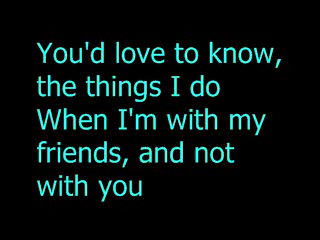 You'd love to know,
the things I do
When I'm with my
friends, and not
with you